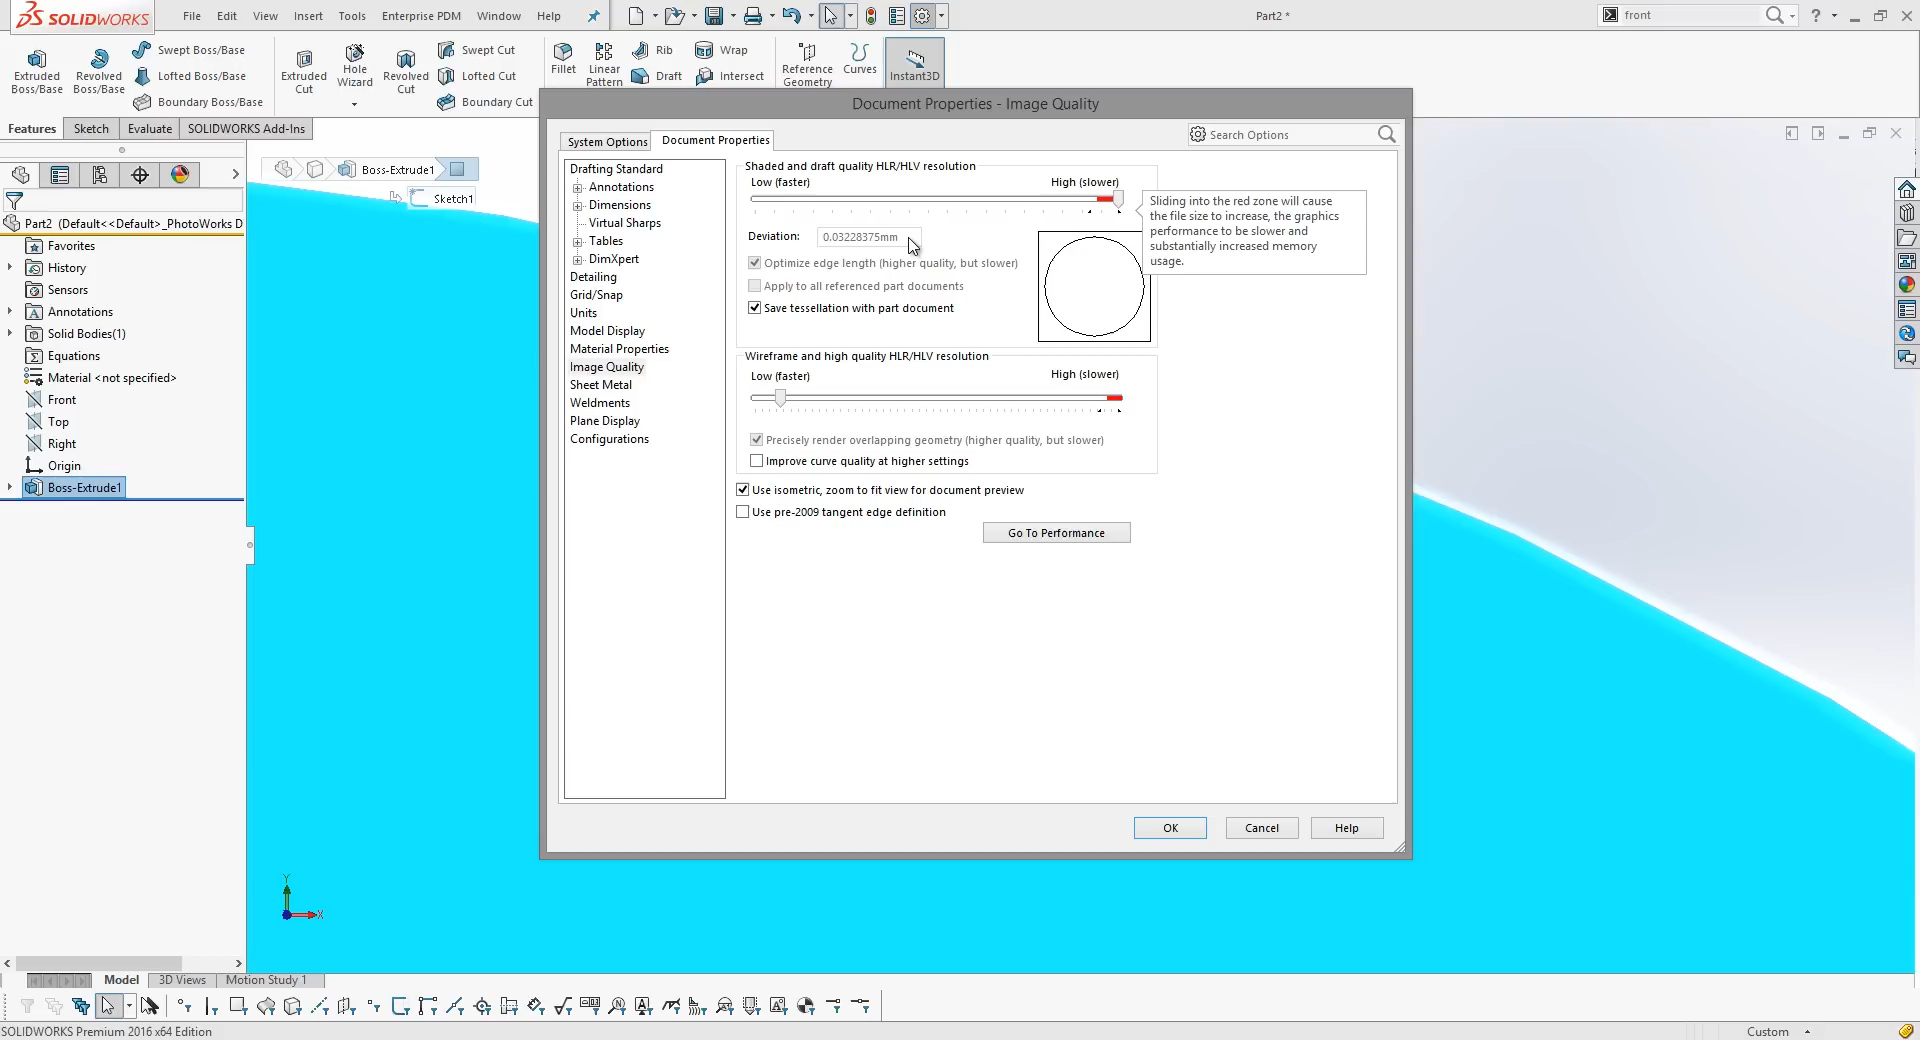 SOLIDWORKS File Edit View Insert Tools Enterprise PDM Window Help Part2 * front ?
Extruded Boss/Base
Revolved Boss/Base
Swept Boss/Base
Lofted Boss/Base
Boundary Boss/Base
Extruded Cut
Hole Wizard
Revolved Cut
Swept Cut
Lofted Cut
Boundary Cut
Fillet
Linear Pattern
Rib
Draft
Wrap
Intersect
Reference Geometry
Curves
Instant3D
Features Sketch Evaluate SOLIDWORKS Add-Ins
Boss-Extrude1
Sketch1
Part2 (Default<<Default>_PhotoWorks D
Favorites
History
Sensors
Annotations
Solid Bodies(1)
Equations
Material <not specified>
Front
Top
Right
Origin
Boss-Extrude1
Document Properties - Image Quality
System Options Document Properties
Search Options
Drafting Standard
Annotations
Dimensions
Virtual Sharps
Tables
DimXpert
Detailing
Grid/Snap
Units
Model Display
Material Properties
Image Quality
Sheet Metal
Weldments
Plane Display
Configurations
Shaded and draft quality HLR/HLV resolution
Low (faster) High (slower)
Deviation: 0.03228375mm
Optimize edge length (higher quality, but slower)
Apply to all referenced part documents
Save tessellation with part document
Sliding into the red zone will cause
the file size to increase, the graphics
performance to be slower and
substantially increased memory
usage.
Wireframe and high quality HLR/HLV resolution
Low (faster) High (slower)
Precisely render overlapping geometry (higher quality, but slower)
Improve curve quality at higher settings
Use isometric, zoom to fit view for document preview
Use pre-2009 tangent edge definition
Go To Performance
OK Cancel Help
Y
X
Model 3D Views Motion Study 1
SOLIDWORKS Premium 2016 x64 Edition
Custom